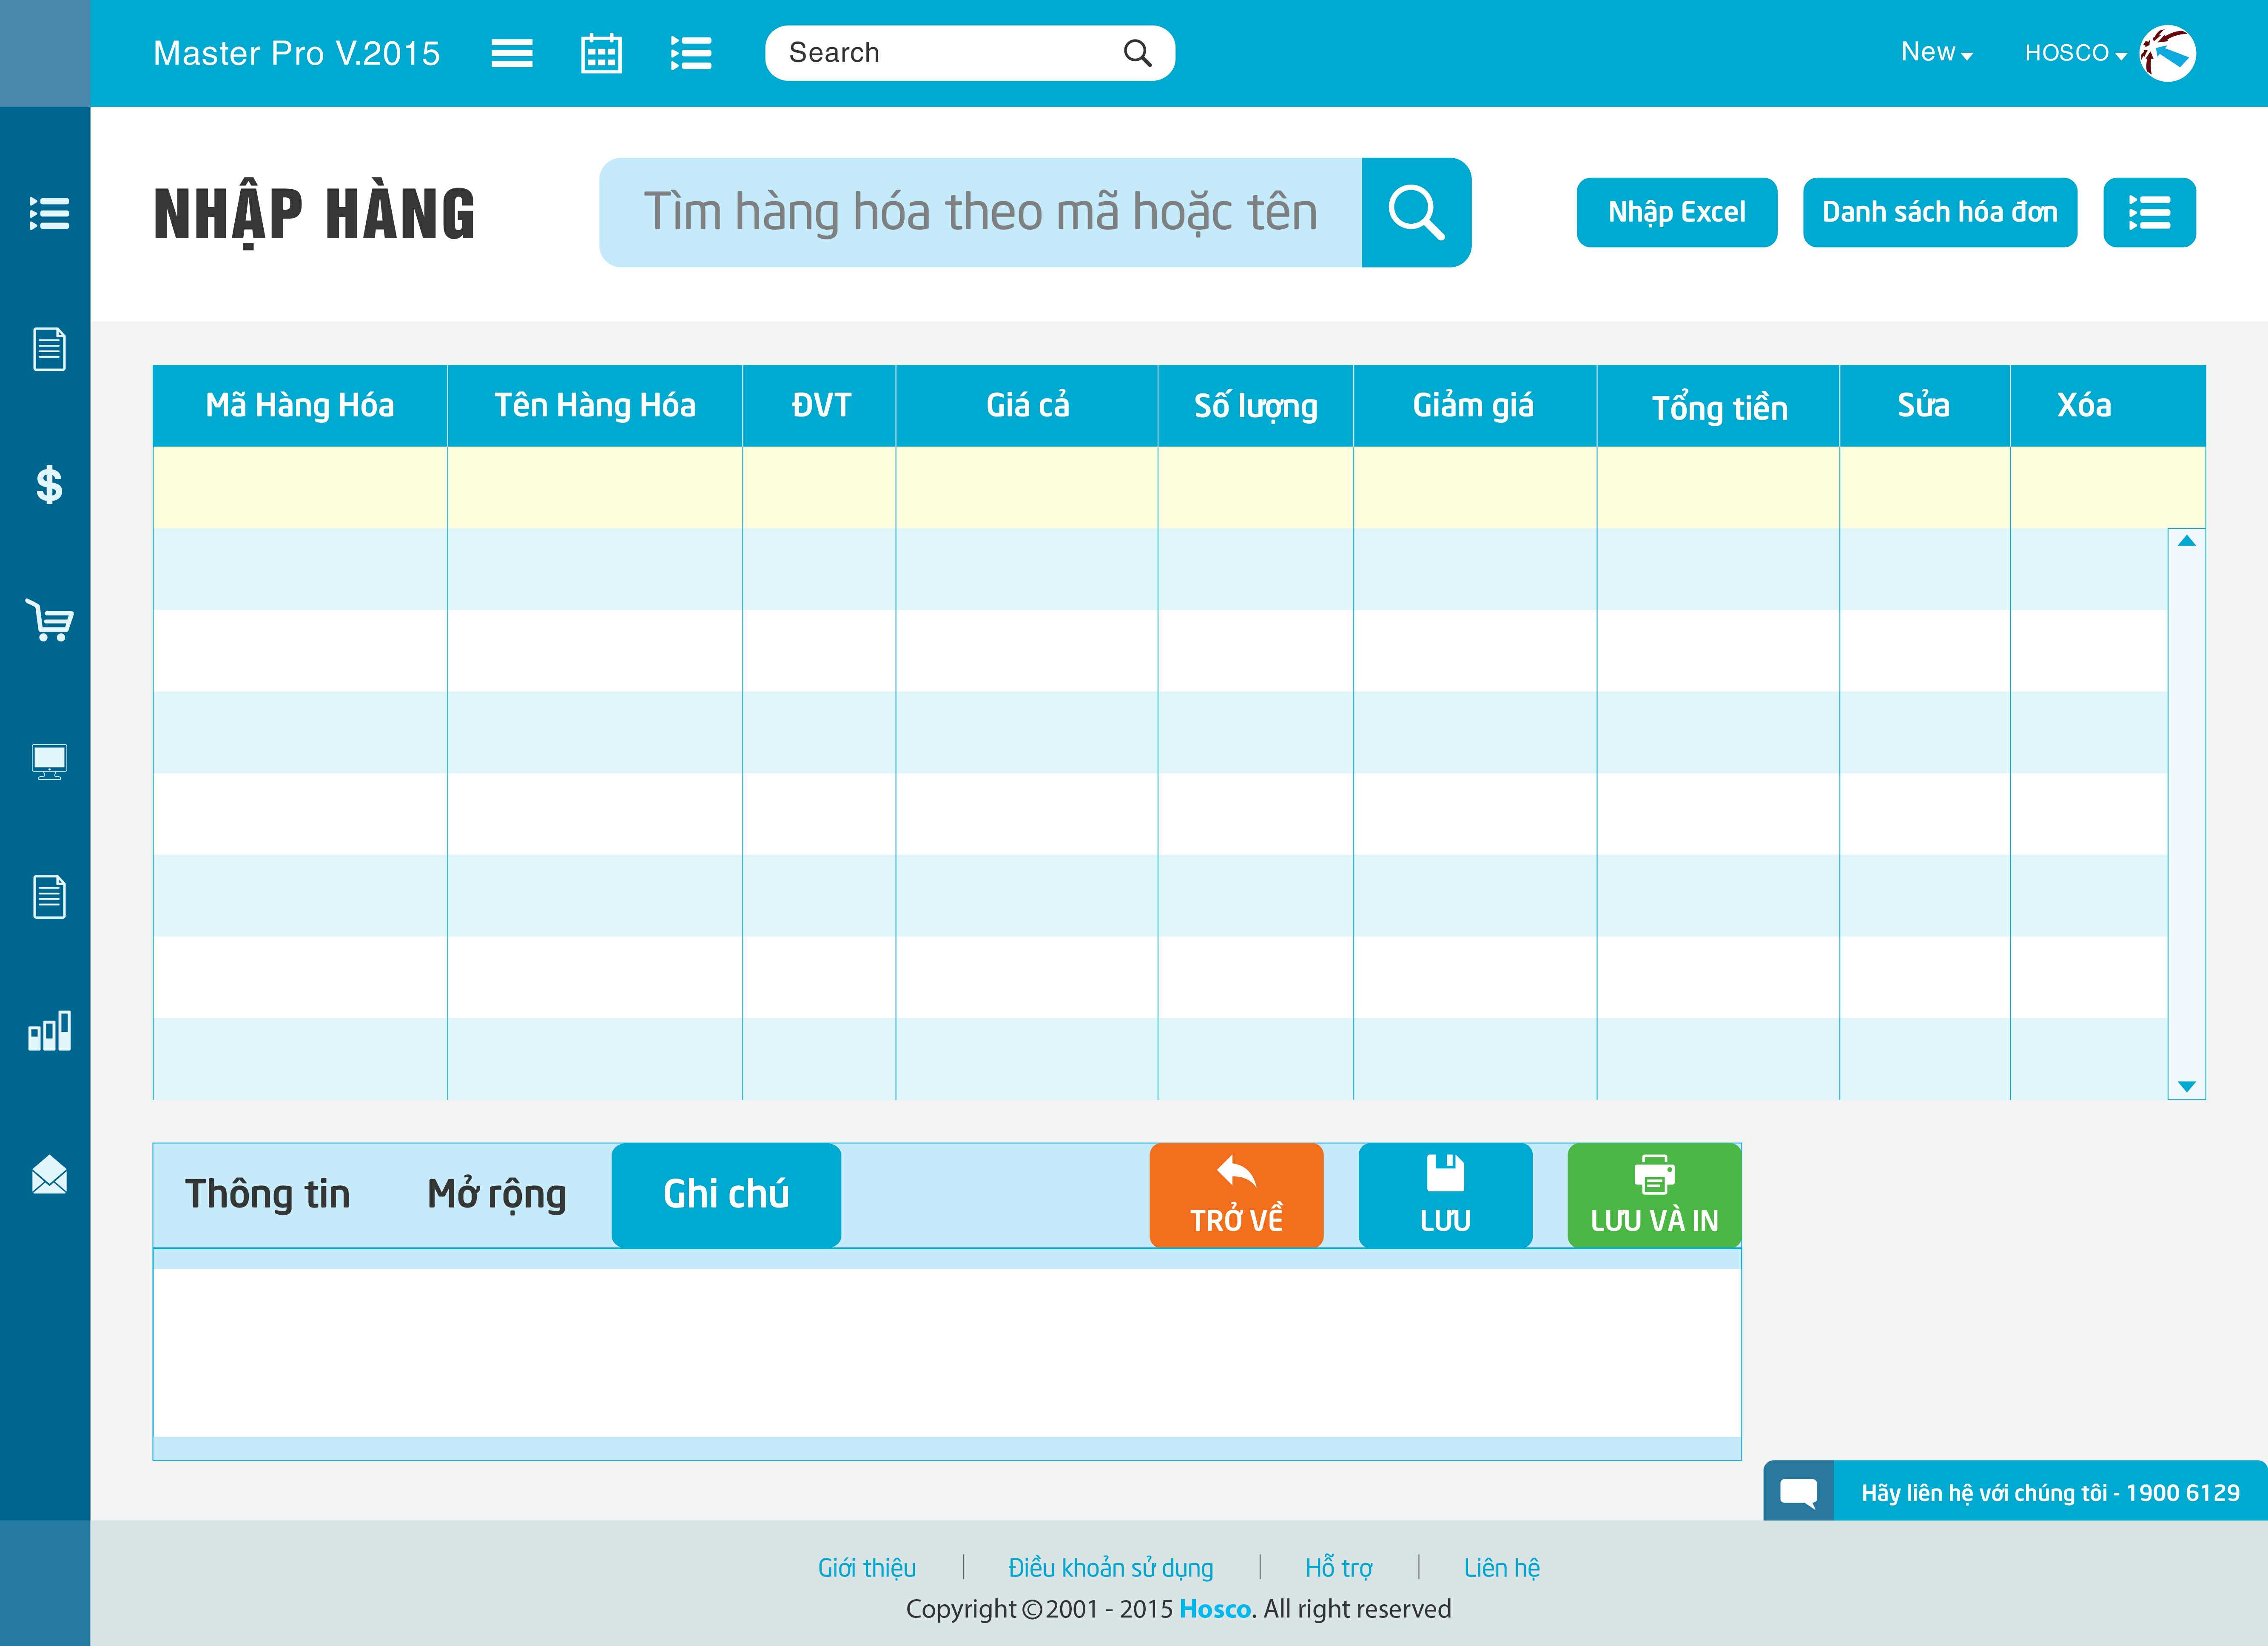 Master Pro V.2015
Search
New
HOSCO
NHẬP HÀNG
Tìm hàng hóa theo mã hoặc tên
Nhập Excel
Danh sách hóa đơn
Mã Hàng Hóa
Tên Hàng Hóa
ĐVT
Giá cả
Số lượng
Giảm giá
Tổng tiền
Sửa
Xóa
Thông tin
Mở rộng
Ghi chú
TRỞ VỀ
LƯU
LƯU VÀ IN
Hãy liên hệ với chúng tôi - 1900 6129
Giới thiệu | Điều khoản sử dụng | Hỗ trợ | Liên hệ
Copyright © 2001 - 2015 Hosco. All right reserved